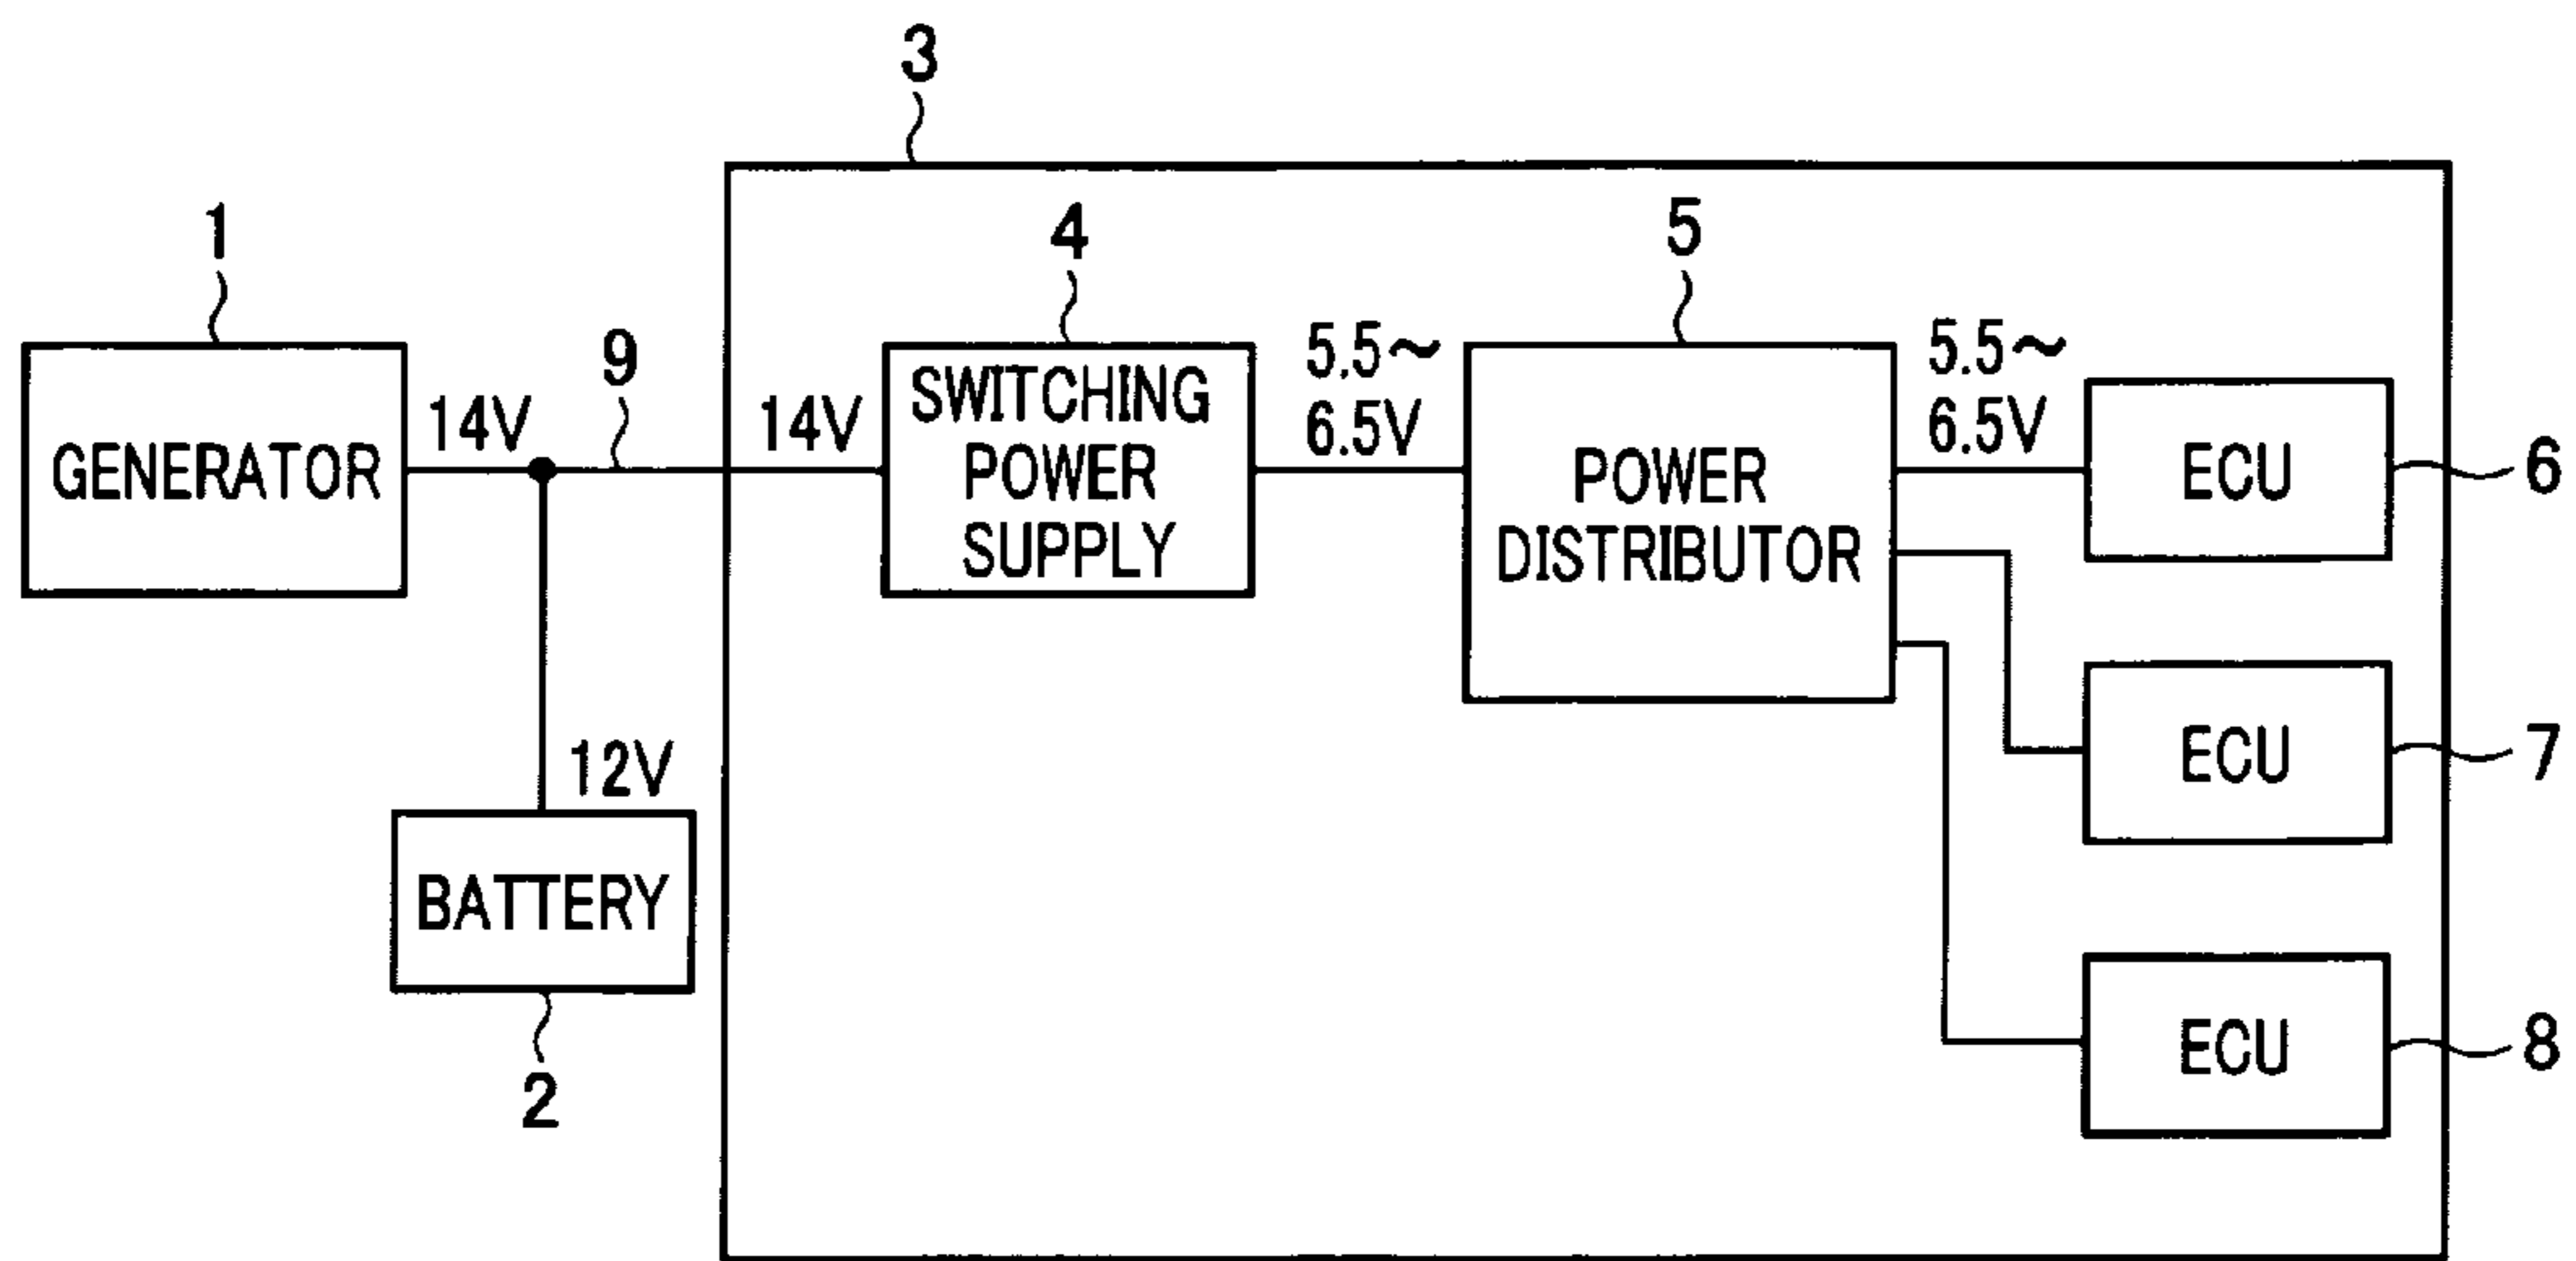 3
1
4
5
9
GENERATOR
14V
14V
SWITCHING
POWER
SUPPLY
5.5~
6.5V
POWER
DISTRIBUTOR
5.5~
6.5V
ECU
6
12V
BATTERY
2
ECU
7
ECU
8